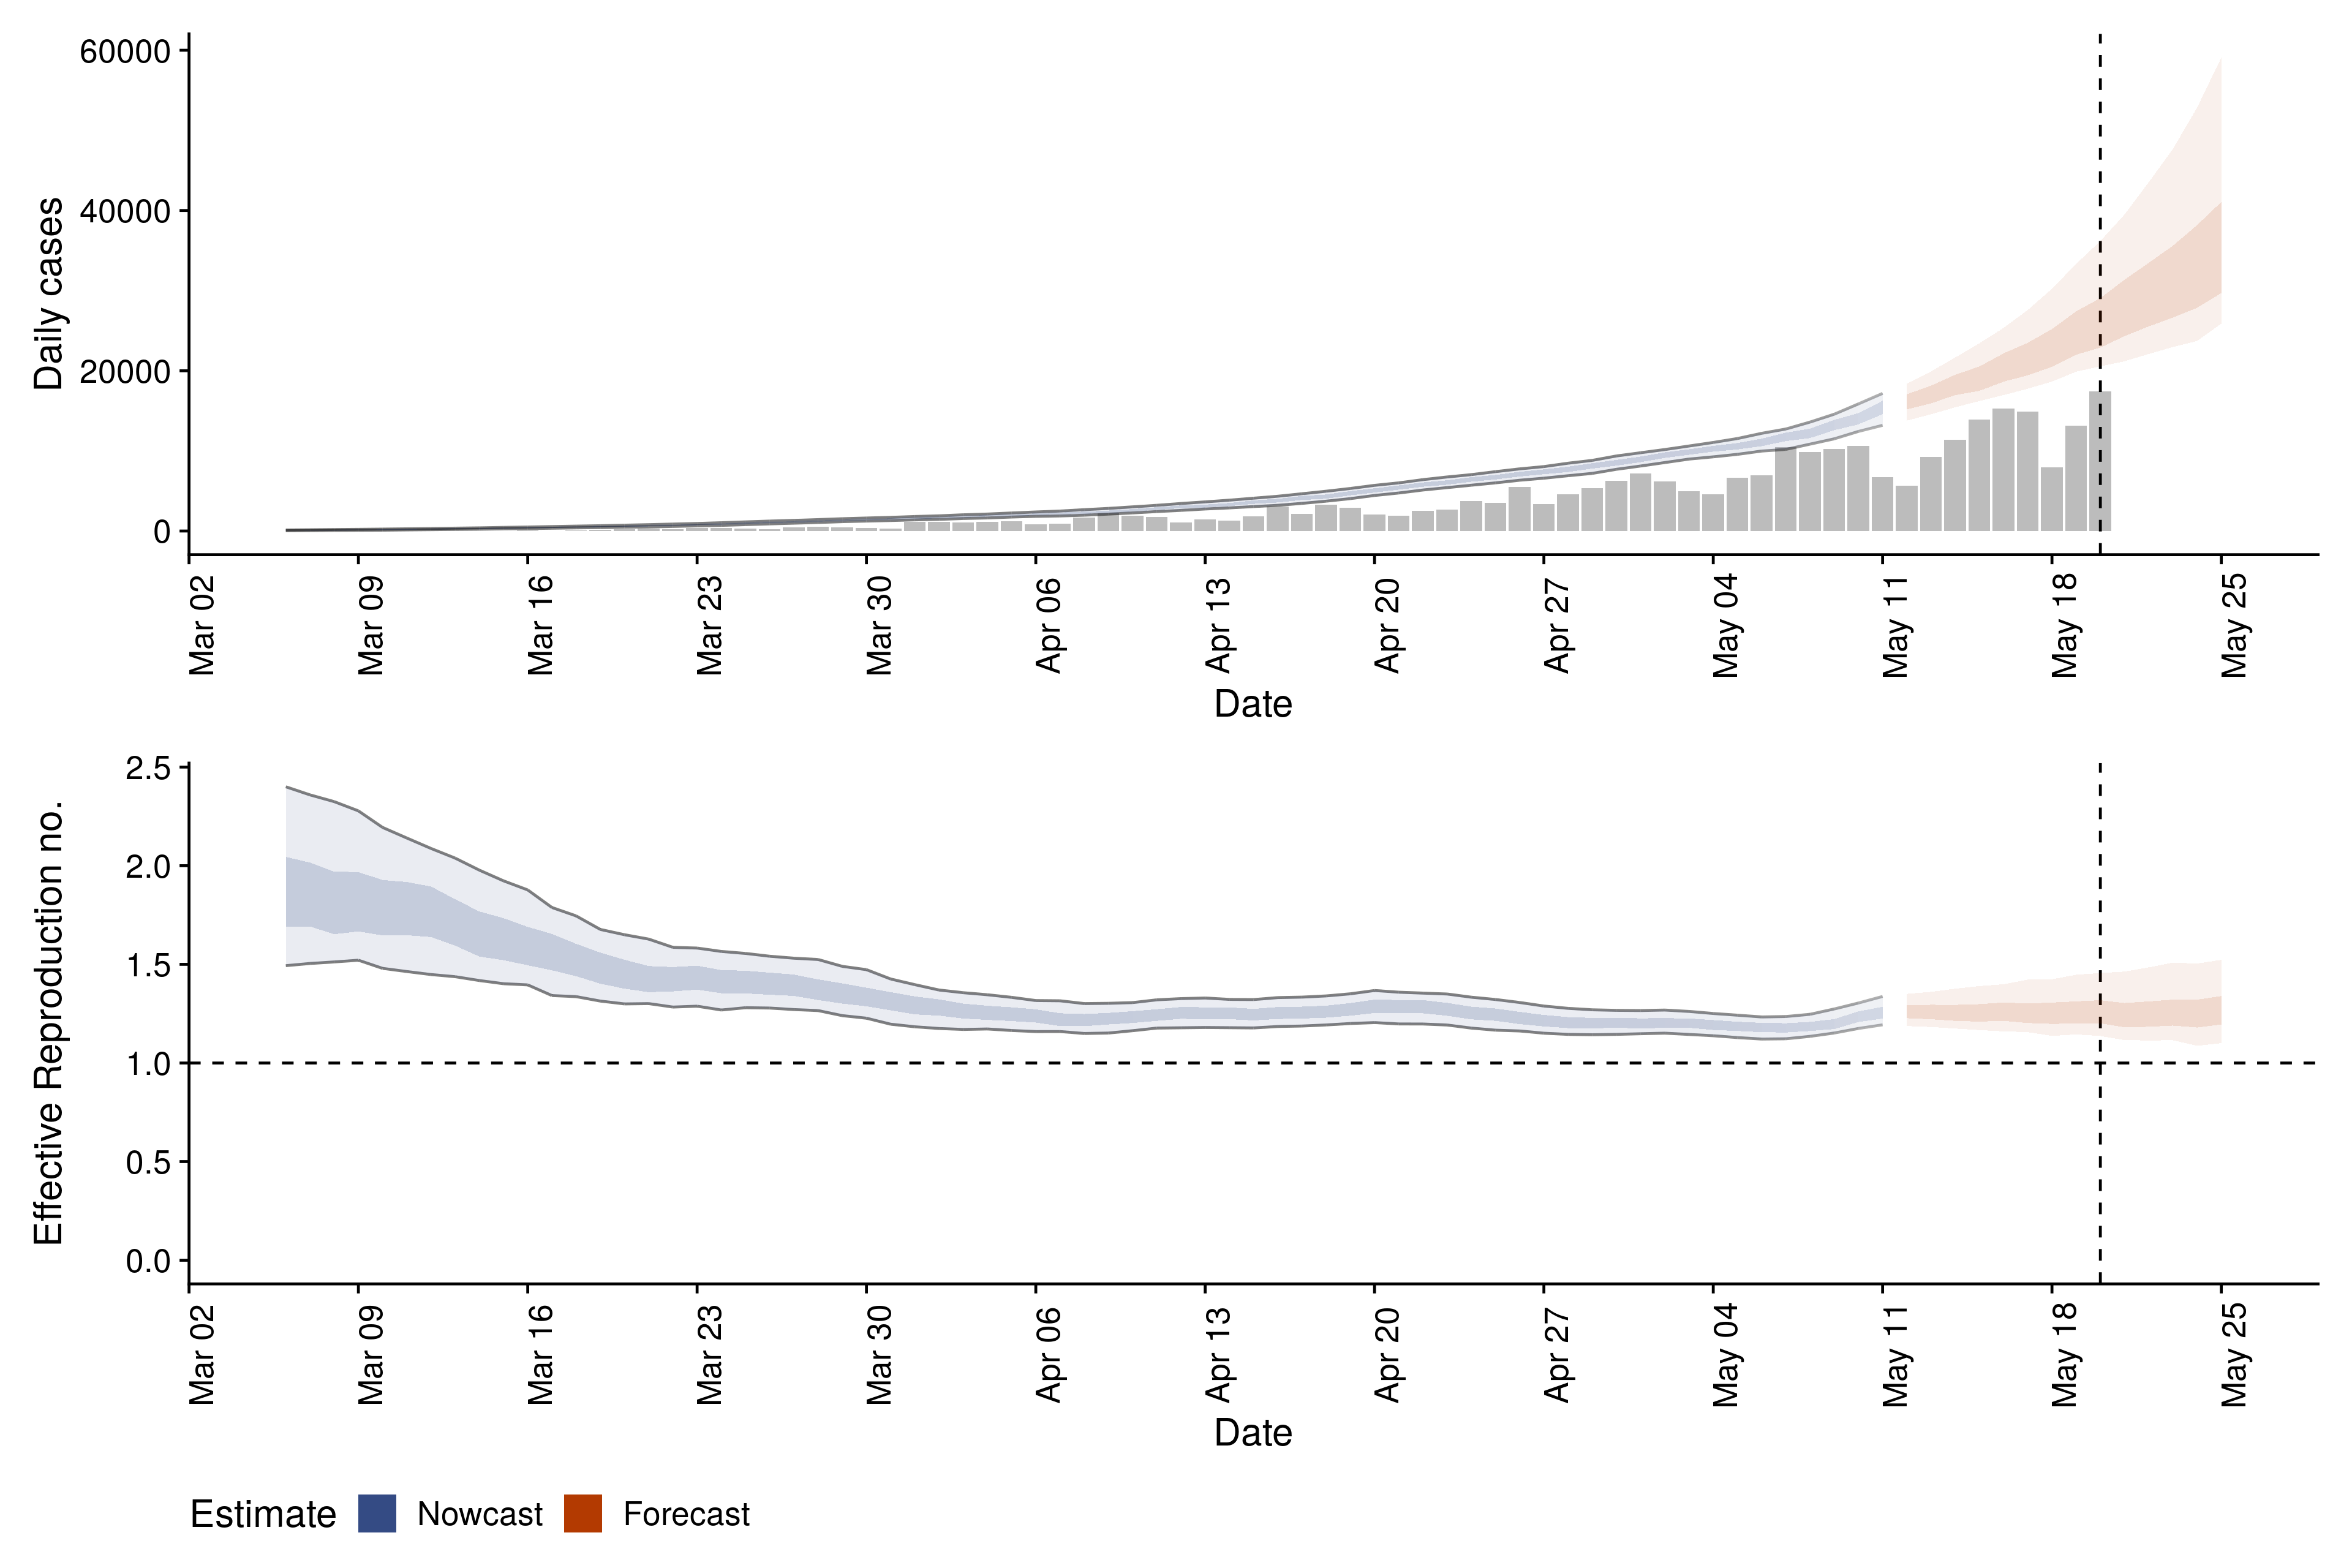 60000
40000
20000
0
Daily cases
Mar 02 Mar 09 Mar 16 Mar 23 Mar 30 Apr 06 Apr 13 Apr 20 Apr 27 May 04 May 11 May 18 May 25
Date
2.5
2.0
1.5
1.0
0.5
0.0
Effective Reproduction no.
Mar 02 Mar 09 Mar 16 Mar 23 Mar 30 Apr 06 Apr 13 Apr 20 Apr 27 May 04 May 11 May 18 May 25
Date
Estimate Nowcast Forecast